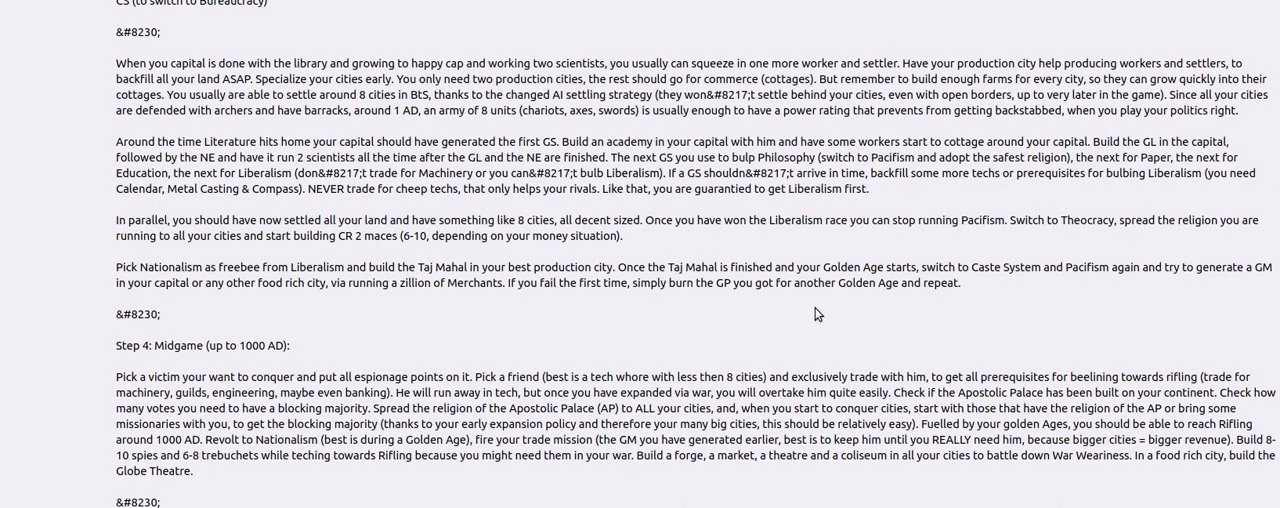 CS (to switch to Bureaucracy)
&#8230;
When you capital is done with the library and growing to happy cap and working two scientists, you usually can squeeze in one more worker and settler. Have your production city help producing workers and settlers, to
backfill all your land ASAP. Specialize your cities early. You only need two production cities, the rest should go for commerce (cottages). But remember to build enough farms for every city, so they can grow quickly into their
cottages. You usually are able to settle around 8 cities in BtS, thanks to the changed AI settling strategy (they won&#8217;t settle behind your cities, even with open borders, up to very later in the game). Since all your cities
are defended with archers and have barracks, around 1 AD, an army of 8 units (chariots, axes, swords) is usually enough to have a power rating that prevents from getting backstabbed, when you play your politics right.
Around the time Literature hits home your capital should have generated the first GS. Build an academy in your capital with him and have some workers start to cottage around your capital. Build the GL in the capital,
followed by the NE and have it run 2 scientists all the time after the GL and the NE are finished. The next GS you use to bulp Philosophy (switch to Pacifism and adopt the safest religion), the next for Paper, the next for
Education, the next for Liberalism (don&#8217;t trade for Machinery or you can&#8217;t bulb Liberalism). If a GS shouldn&#8217;t arrive in time, backfill some more techs or prerequisites for bulbing Liberalism (you need
Calendar, Metal Casting & Compass). NEVER trade for cheep techs, that only helps your rivals. Like that, you are guarantied to get Liberalism first.
In parallel, you should have now settled all your land and have something like 8 cities, all decent sized. Once you have won the Liberalism race you can stop running Pacifism. Switch to Theocracy, spread the religion you are
running to all your cities and start building CR 2 maces (6-10, depending on your money situation).
Pick Nationalism as freebee from Liberalism and build the Taj Mahal in your best production city. Once the Taj Mahal is finished and your Golden Age starts, switch to Caste System and Pacifism again and try to generate a GM
in your capital or any other food rich city, via running a zillion of Merchants. If you fail the first time, simply burn the GP you got for another Golden Age and repeat.
&#8230;
Step 4: Midgame (up to 1000 AD):
Pick a victim your want to conquer and put all espionage points on it. Pick a friend (best is a tech whore with less then 8 cities) and exclusively trade with him, to get all prerequisites for beelining towards rifling (trade for
machinery, guilds, engineering, maybe even banking). He will run away in tech, but once you have expanded via war, you will overtake him quite easily. Check if the Apostolic Palace has been built on your continent. Check how
many votes you need to have a blocking majority. Spread the religion of the Apostolic Palace (AP) to ALL your cities, and, when you start to conquer cities, start with those that have the religion of the AP or bring some
missionaries with you, to get the blocking majority (thanks to your early expansion policy and therefore your many big cities, this should be relatively easy). Fuelled by your golden Ages, you should be able to reach Rifling
around 1000 AD. Revolt to Nationalism (best is during a Golden Age), fire your trade mission (the GM you have generated earlier, best is to keep him until you REALLY need him, because bigger cities = bigger revenue). Build 8-
10 spies and 6-8 trebuchets while teching towards Rifling because you might need them in your war. Build a forge, a market, a theatre and a coliseum in all your cities to battle down War Weariness. In a food rich city, build the
Globe Theatre.
&#8230;